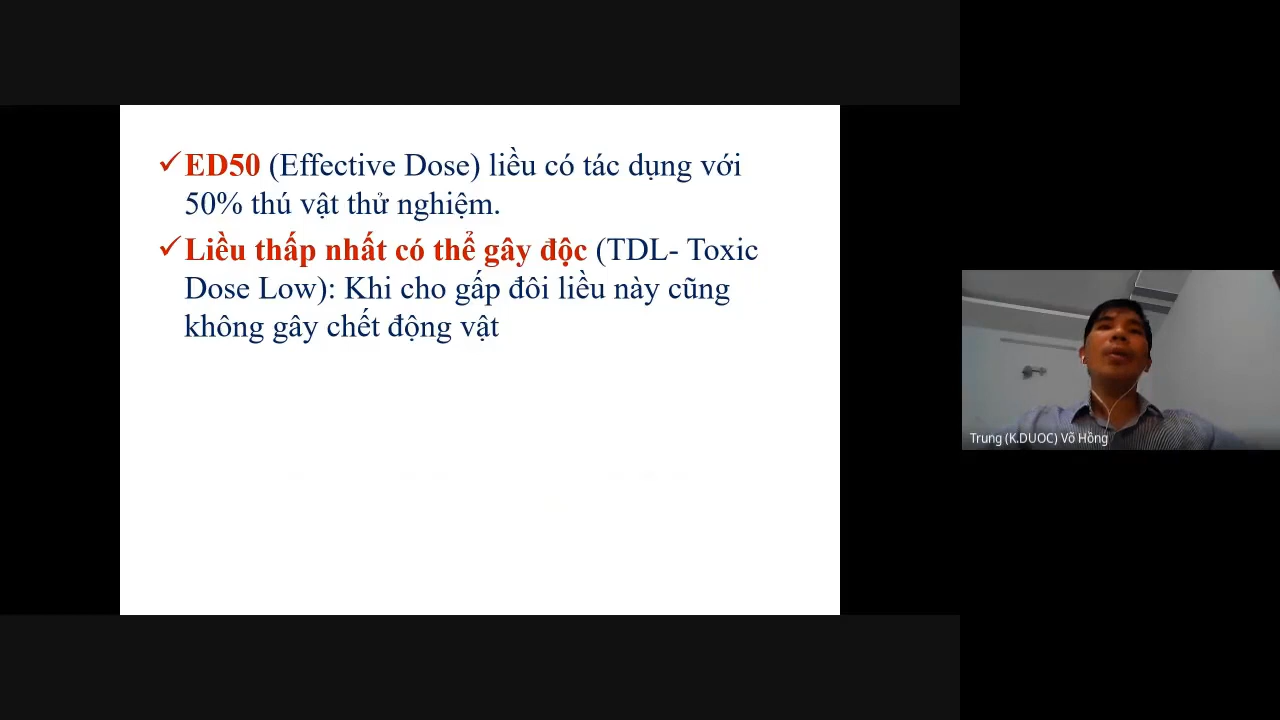 ✓ED50 (Effective Dose) liều có tác dụng với
50% thú vật thử nghiệm.
✓Liều thấp nhất có thể gây độc (TDL- Toxic
Dose Low): Khi cho gấp đôi liều này cũng
không gây chết động vật
Trung (K.DUOC) Võ Hồng